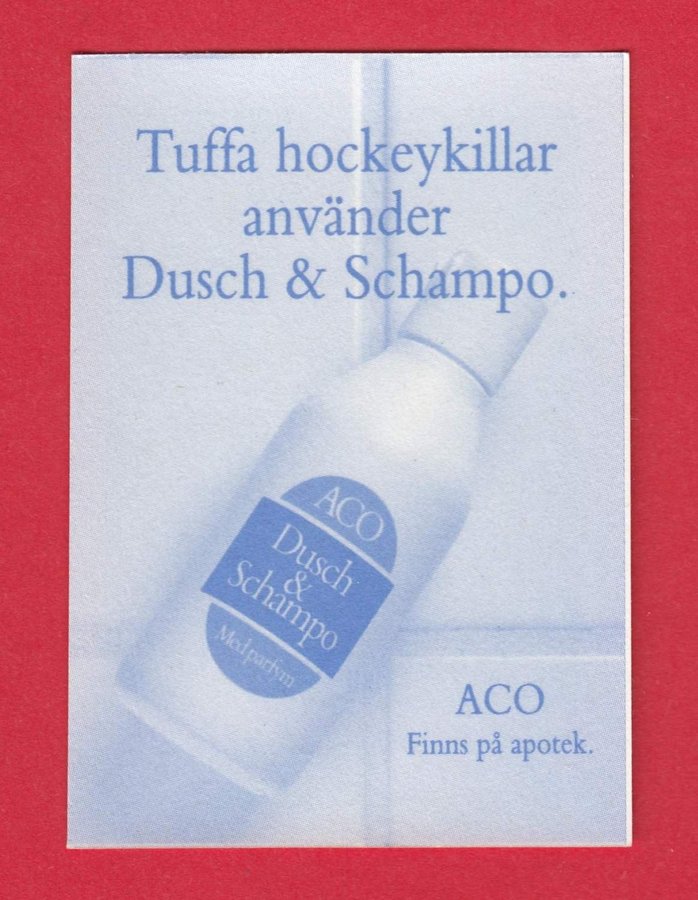 Tuffa hockeykillar
använder
Dusch & Schampo.
ACO
Dusch
&
Schampo
Med parfym
ACO
Finns på apotek.